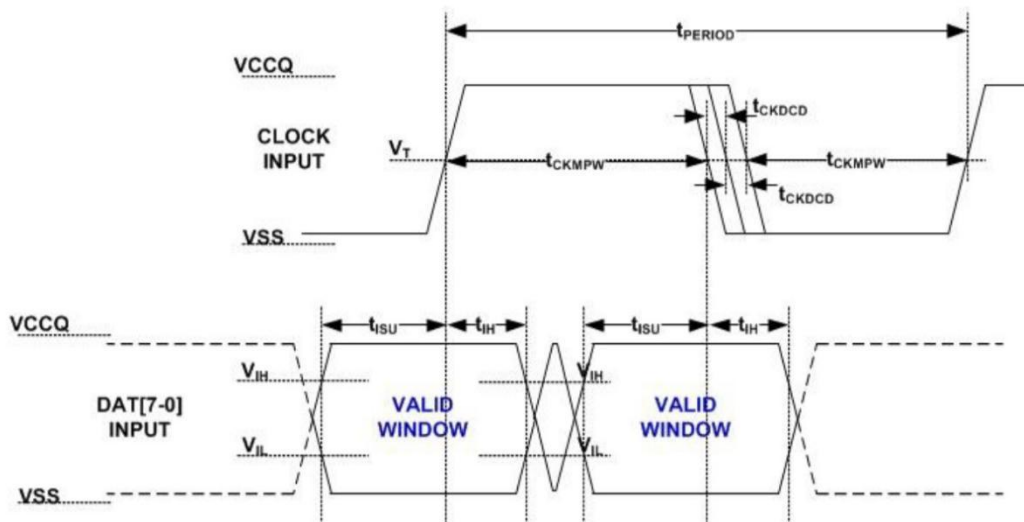 tPERIOD
VCCQ
tCKDCD
CLOCK
INPUT
VT
tCKMPW
tCKMPW
tCKDCD
VSS
VCCQ
tISU
tIH
tISU
tIH
VIH
VIH
DAT[7-0]
INPUT
VALID
WINDOW
VALID
WINDOW
VIL
VIL
VSS